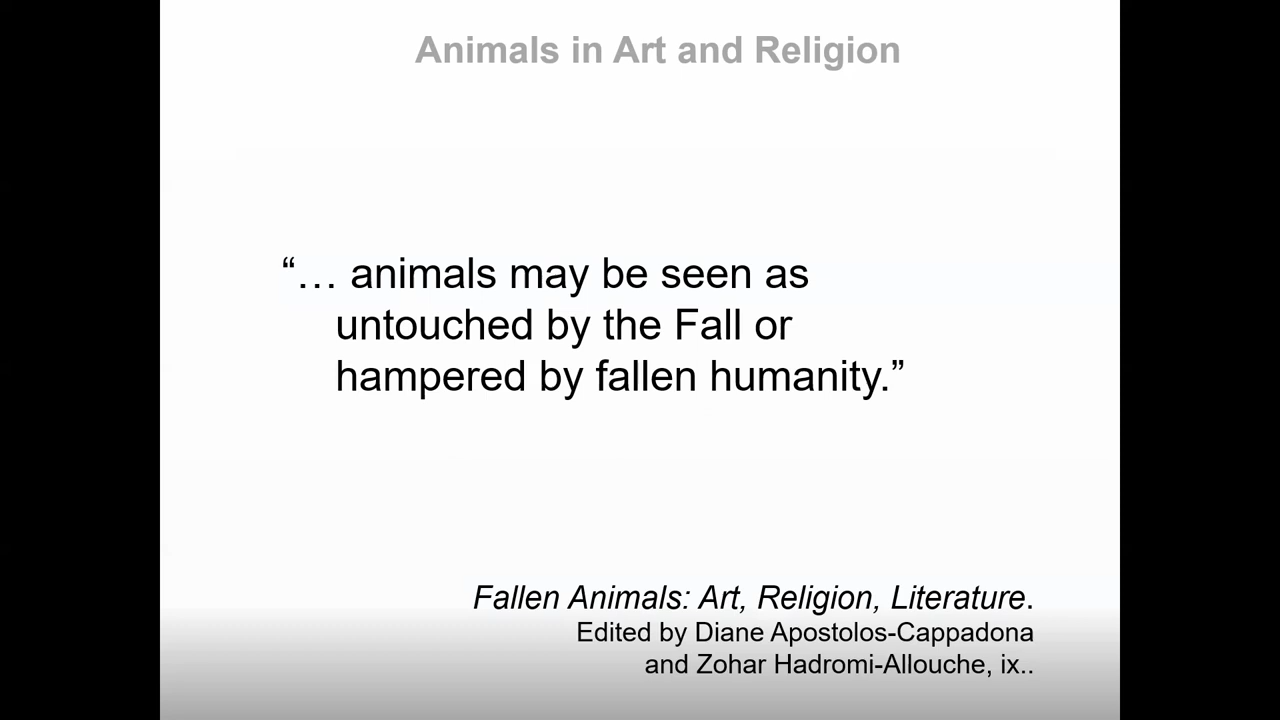 Animals in Art and Religion
“… animals may be seen as
untouched by the Fall or
hampered by fallen humanity.”
Fallen Animals: Art, Religion, Literature.
Edited by Diane Apostolos-Cappadona
and Zohar Hadromi-Allouche, ix..